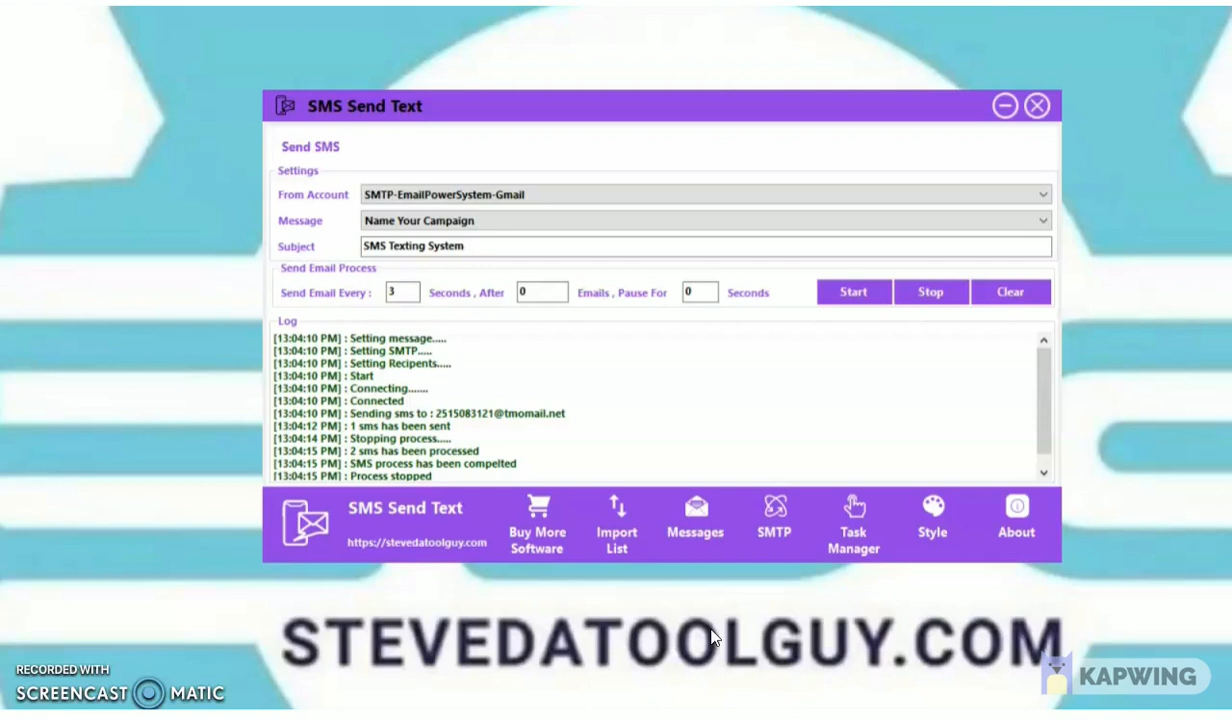 SMS Send Text
Send SMS
Settings
From Account SMTP-EmailPowerSystem-Gmail
Message Name Your Campaign
Subject SMS Texting System
Send Email Process
Send Email Every : 3 Seconds , After 0 Emails , Pause For 0 Seconds Start Stop Clear
Log
[13:04:10 PM] : Setting message.....
[13:04:10 PM] : Setting SMTP.....
[13:04:10 PM] : Setting Recipents.....
[13:04:10 PM] : Start
[13:04:10 PM] : Connecting.......
[13:04:10 PM] : Connected
[13:04:10 PM] : Sending sms to : 2515083121@tmomail.net
[13:04:12 PM] : 1 sms has been sent
[13:04:14 PM] : Stopping process.....
[13:04:15 PM] : 2 sms has been processed
[13:04:15 PM] : SMS process has been compelted
[13:04:15 PM] : Process stopped
SMS Send Text
https://stevedatoolguy.com
Buy More
Software
Import
List
Messages
SMTP
Task
Manager
Style
About
STEVEDATOOLGUY.COM
RECORDED WITH
SCREENCAST MATIC
KAPWING